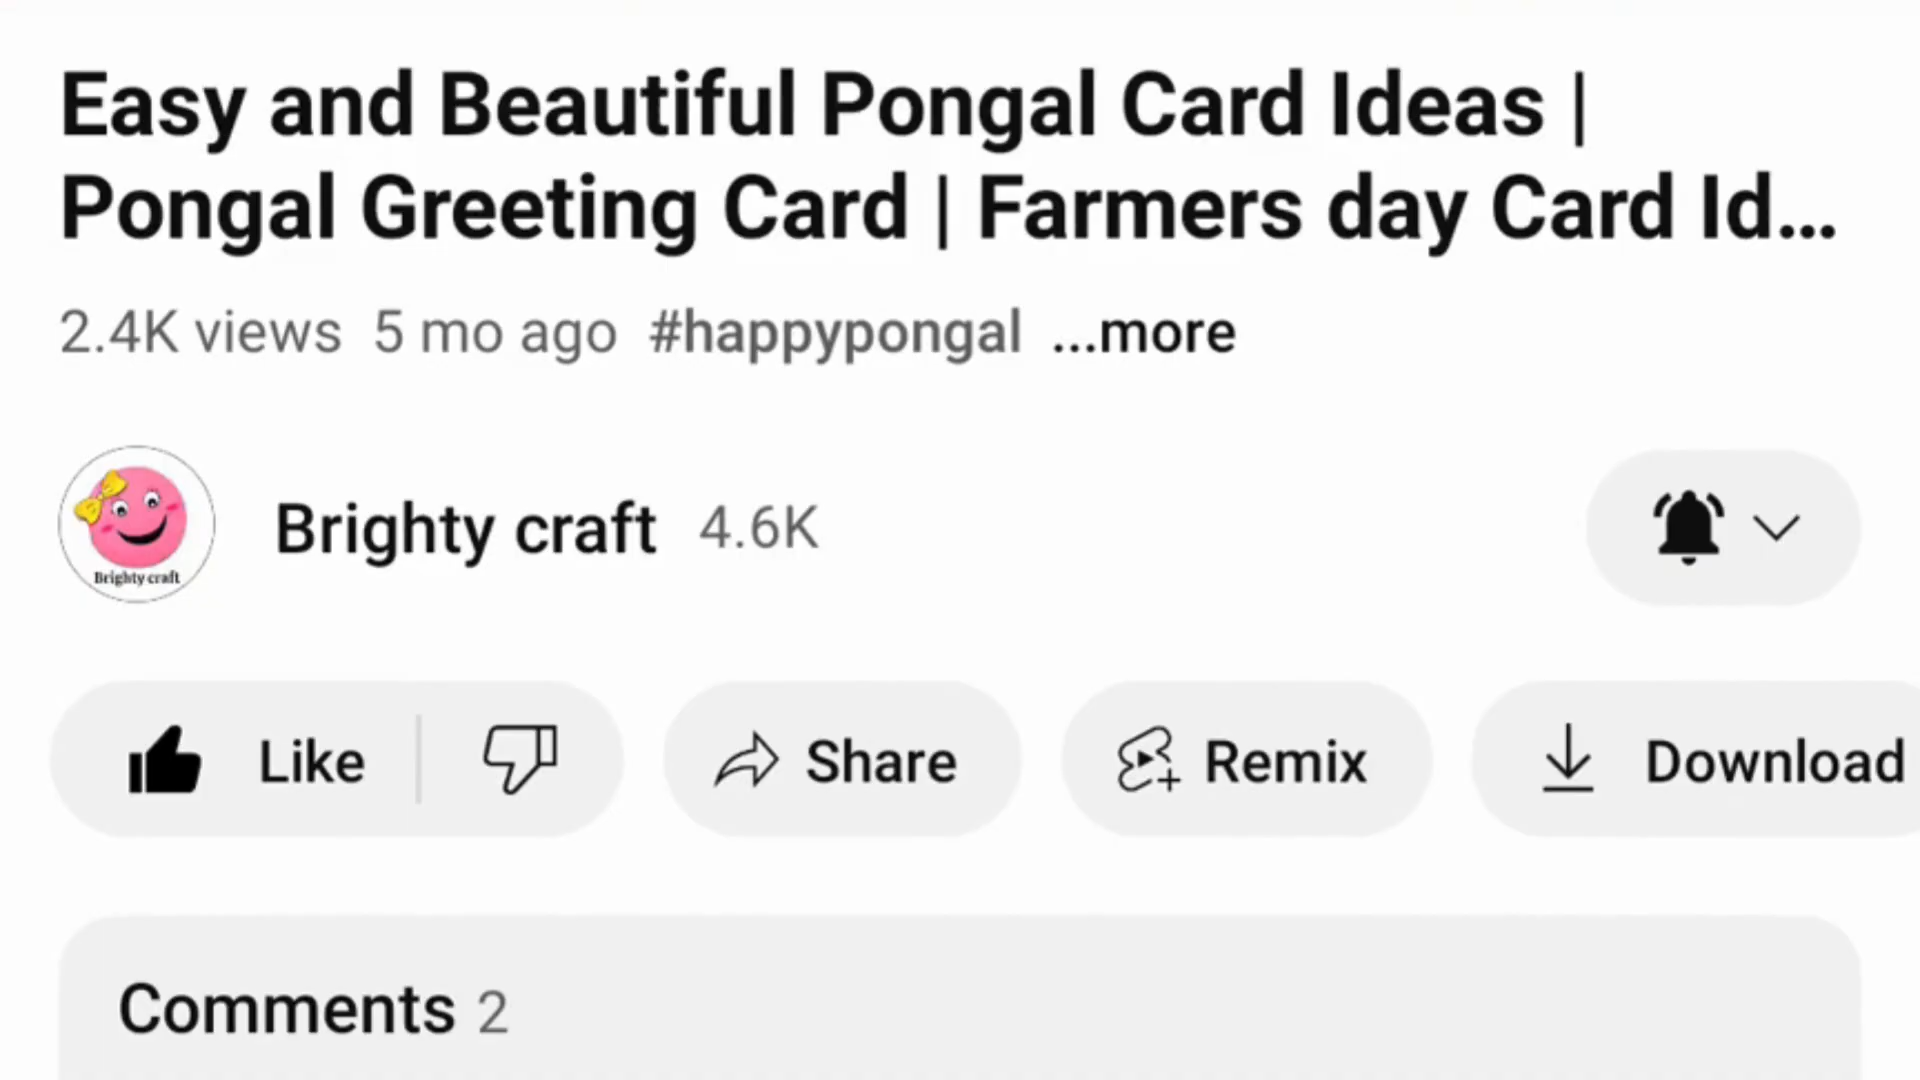 Easy and Beautiful Pongal Card Ideas |
Pongal Greeting Card | Farmers day Card Id...
2.4K views 5 mo ago #happypongal ...more
Brighty craft 4.6K
Brighty craft
Like Share Remix Download
Comments 2